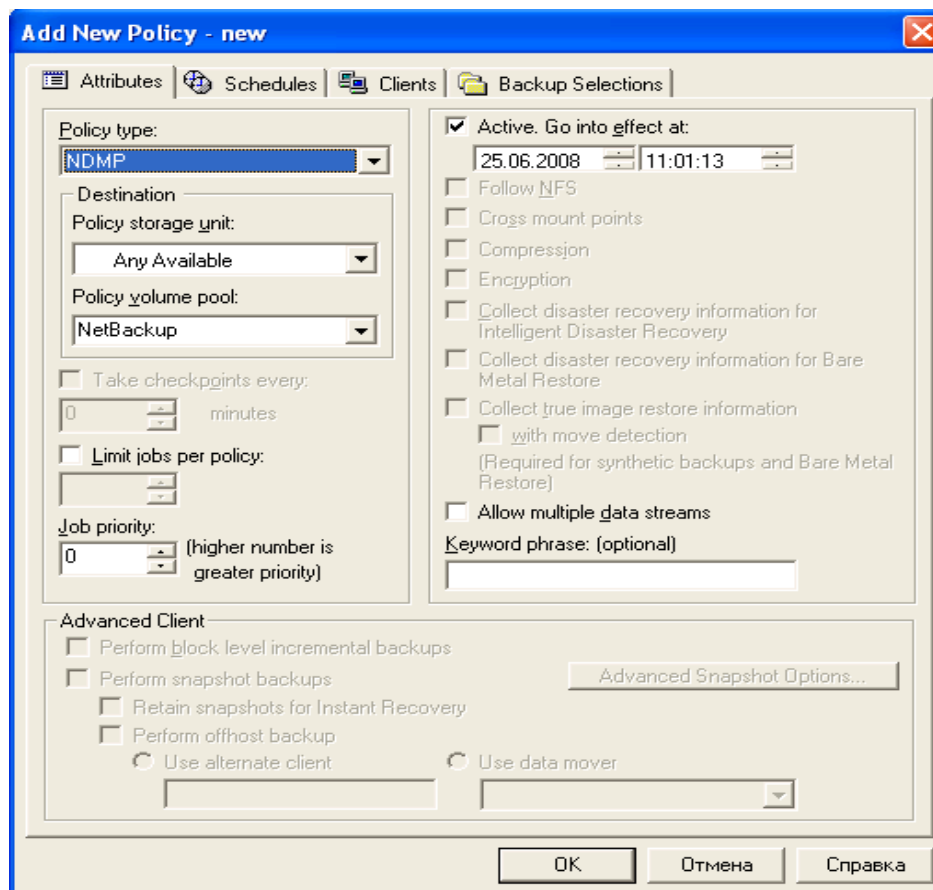 Add New Policy - new
Attributes
Schedules
Clients
Backup Selections
Policy type:
NDMP
Destination
Policy storage unit:
Any Available
Policy volume pool:
NetBackup
Take checkpoints every:
0
minutes
Limit jobs per policy:
Job priority:
0
(higher number is
greater priority)
Active. Go into effect at:
25.06.2008
11:01:13
Follow NFS
Cross mount points
Compression
Encryption
Collect disaster recovery information for
Intelligent Disaster Recovery
Collect disaster recovery information for Bare
Metal Restore
Collect true image restore information
with move detection
(Required for synthetic backups and Bare Metal
Restore)
Allow multiple data streams
Keyword phrase: (optional)
Advanced Client
Perform block level incremental backups
Perform snapshot backups
Advanced Snapshot Options...
Retain snapshots for Instant Recovery
Perform offhost backup
Use alternate client
Use data mover
OK
Отмена
Справка